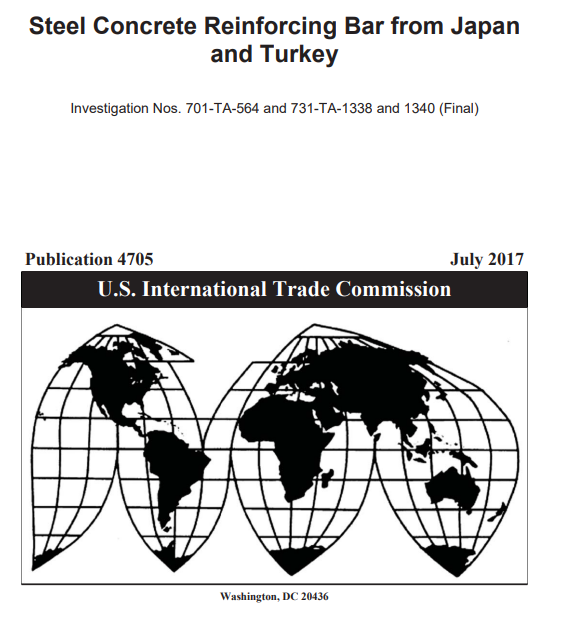 Steel Concrete Reinforcing Bar from Japan
and Turkey
Investigation Nos. 701-TA-564 and 731-TA-1338 and 1340 (Final)
Publication 4705 July 2017
U.S. International Trade Commission
Washington, DC 20436